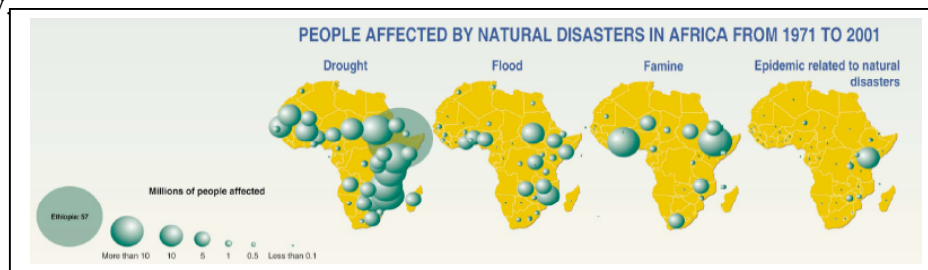 PEOPLE AFFECTED BY NATURAL DISASTERS IN AFRICA FROM 1971 TO 2001
Drought
Flood
Famine
Epidemic related to natural
disasters
Millions of people affected
Ethiopia: 57
More than 10
10
5
1
0.5
Less than 0.1